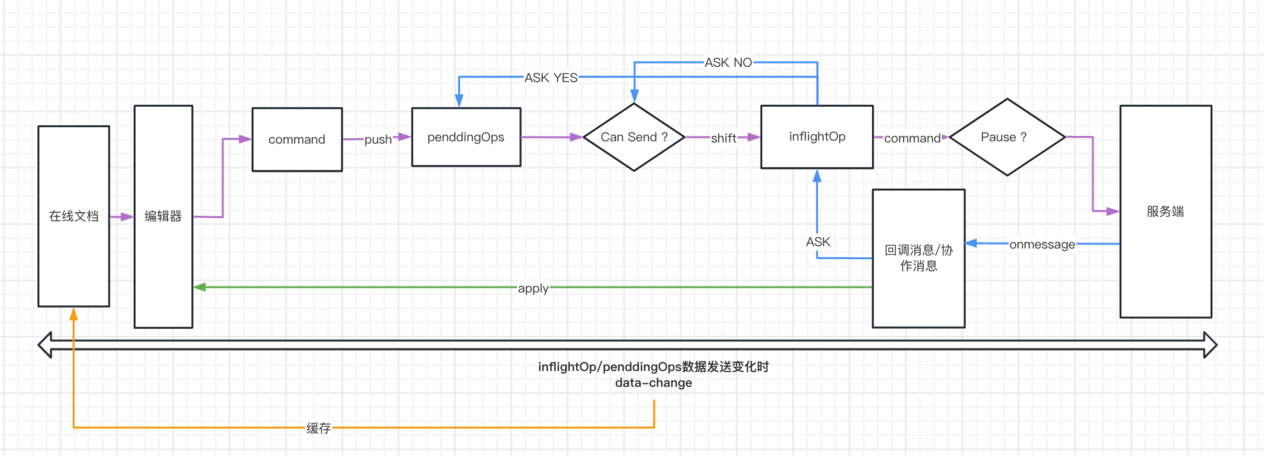 ASK NO
ASK YES
在线文档
编辑器
command
push
penddingOps
Can Send ?
shift
inflightOp
command
Pause ?
服务端
ASK
回调消息/协
作消息
onmessage
apply
inflightOp/penddingOps数据发送变化时
data-change
缓存